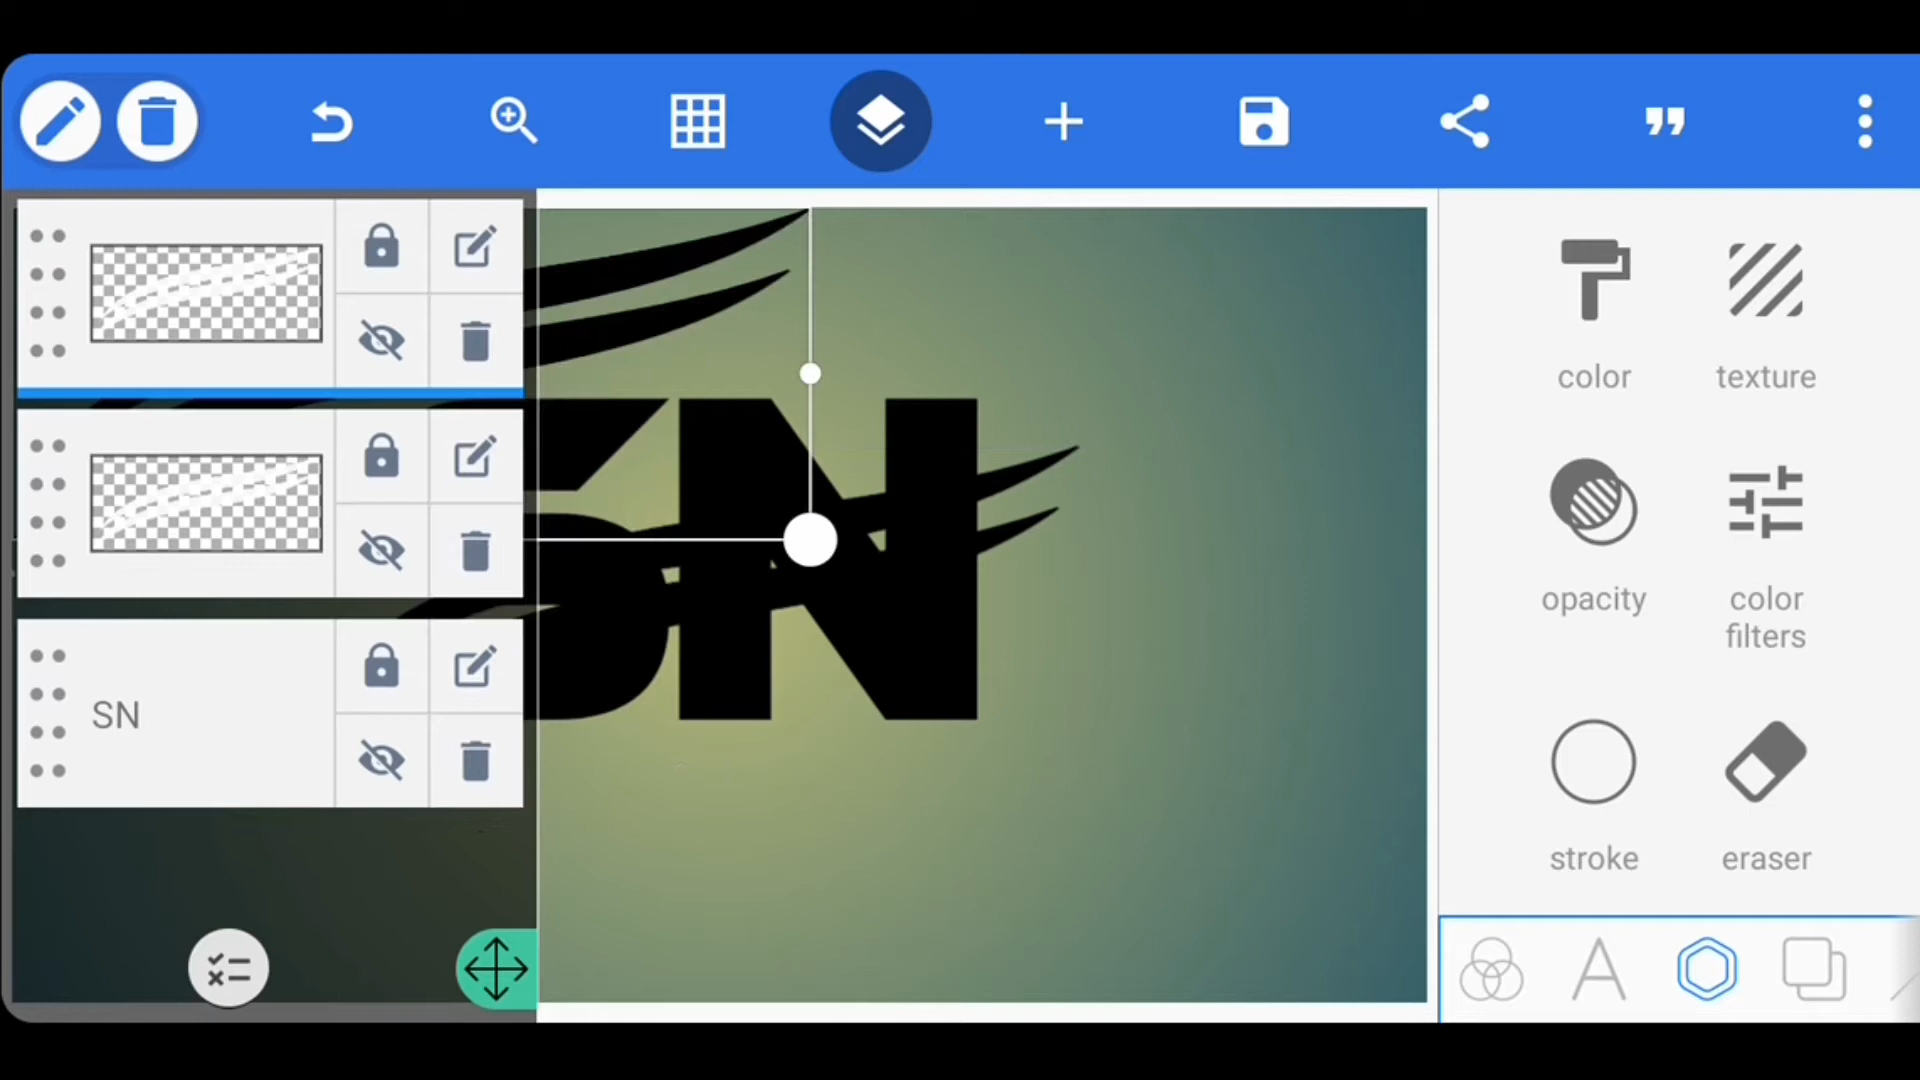 SN
SN
color
texture
opacity
color
filters
stroke
eraser